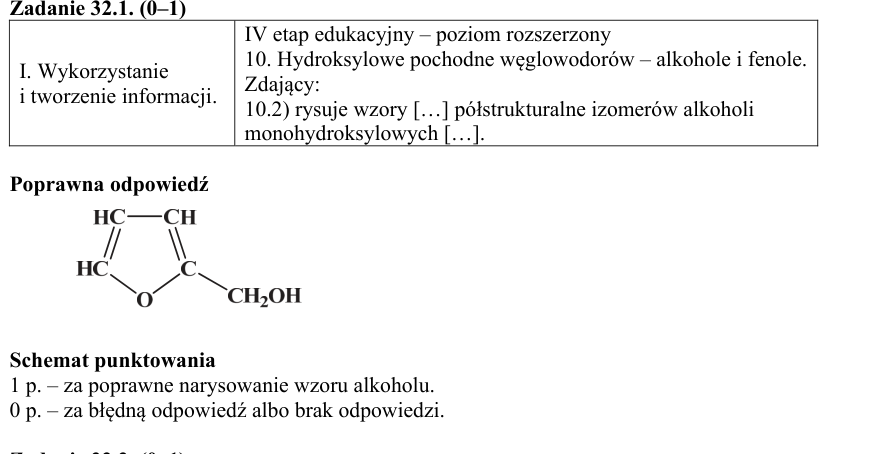 Zadanie 32.1. (0–1)
I. Wykorzystanie
i tworzenie informacji.
IV etap edukacyjny – poziom rozszerzony
10. Hydroksylowe pochodne węglowodorów – alkohole i fenole.
Zdający:
10.2) rysuje wzory […] półstrukturalne izomerów alkoholi
monohydroksylowych […].
Poprawna odpowiedź
HC CH
HC C
O CH₂OH
Schemat punktowania
1 p. – za poprawne narysowanie wzoru alkoholu.
0 p. – za błędną odpowiedź albo brak odpowiedzi.